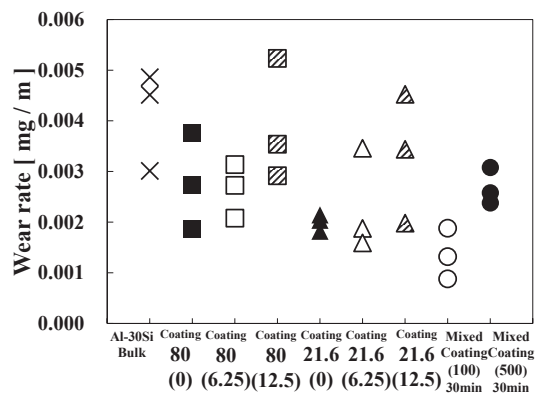 0.006
0.005
0.004
0.003
0.002
0.001
0.000
Wear rate [ mg / m ]
Al-30Si
Bulk
Coating
80
(0)
Coating
80
(6.25)
Coating
80
(12.5)
Coating
21.6
(0)
Coating
21.6
(6.25)
Coating
21.6
(12.5)
Mixed
Coating
(100)
30min
Mixed
Coating
(500)
30min